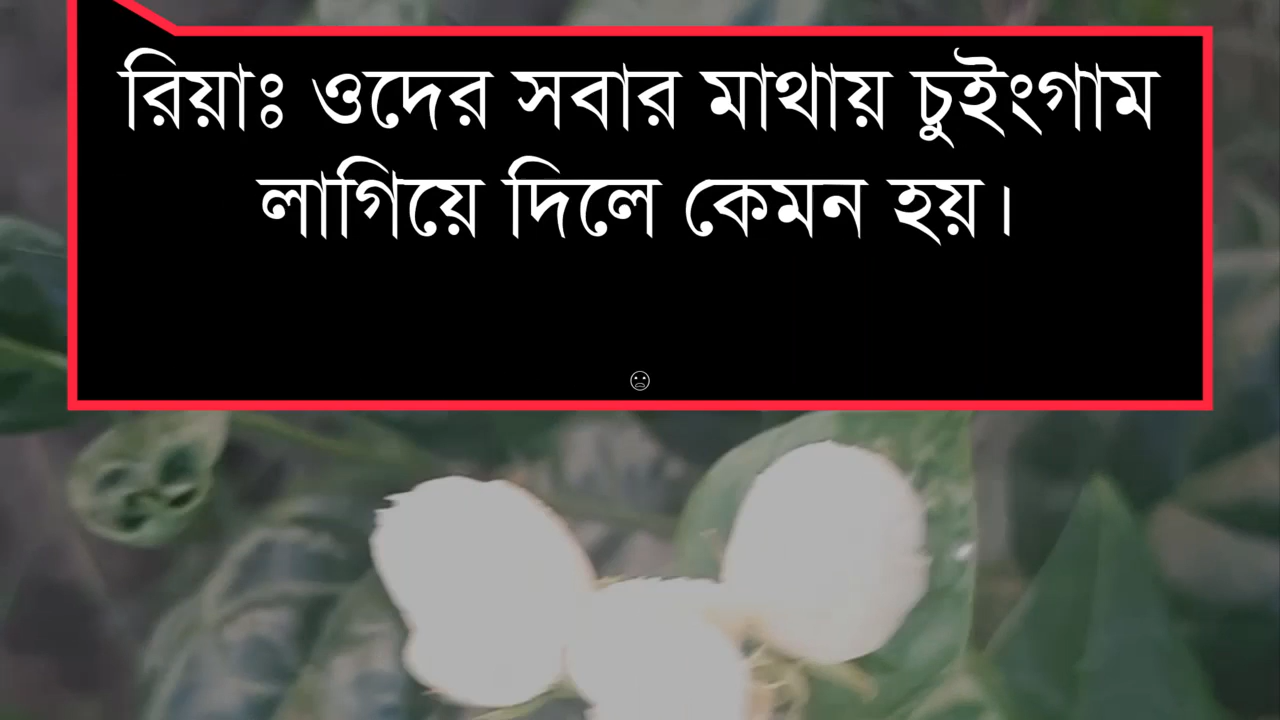 রিয়াঃ ওদের সবার মাথায় চুইংগাম
লাগিয়ে দিলে কেমন হয়।